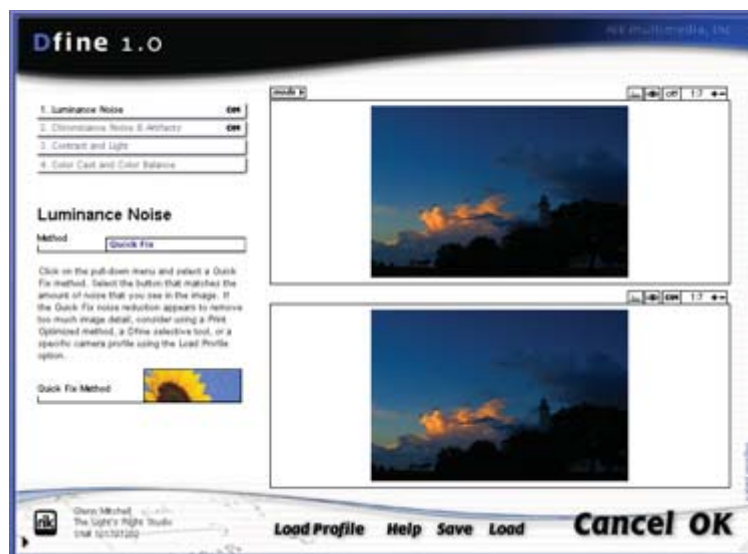 Dfine 1.0
nik multimedia, inc
1. Luminance Noise on
2. Chrominance Noise & Artifacts on
3. Contrast and Light
4. Color Cast and Color Balance
mode
off 1:7 + -
Luminance Noise
Method Quick Fix
Click on the pull-down menu and select a Quick
Fix method. Select the button that matches the
amount of noise that you see in the image. If
the Quick Fix noise reduction appears to remove
too much image detail, consider using a Print
Optimized method, a Dfine selective tool, or a
specific camera profile using the Load Profile
option.
on 1:7 + -
Quick Fix Method
nik
Glenn Mitchell
The Light's Right Studio
Load Profile Help Save Load Cancel OK